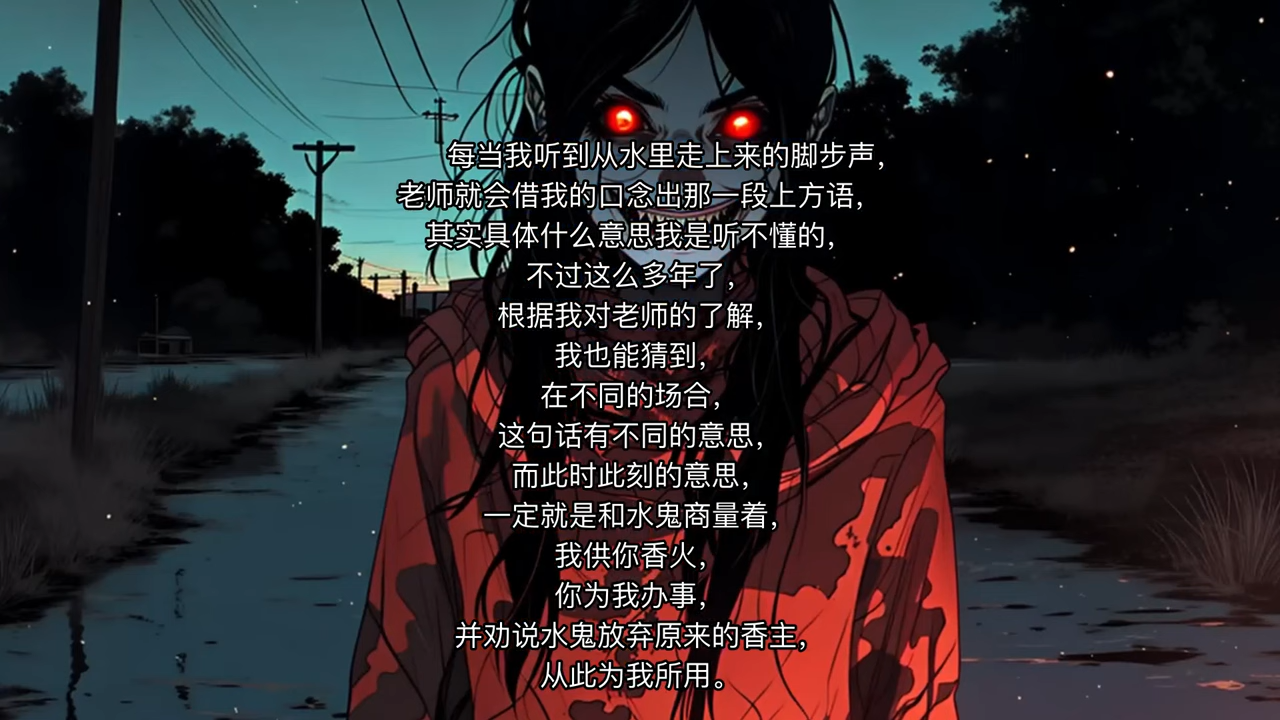 每当我听到从水里走上来的脚步声，
老师就会借我的口念出那一段上方语，
其实具体什么意思我是听不懂的，
不过这么多年了，
根据我对老师的了解，
我也能猜到，
在不同的场合，
这句话有不同的意思，
而此时此刻的意思，
一定就是和水鬼商量着，
我供你香火，
你为我办事，
并劝说水鬼放弃原来的香主，
从此为我所用。